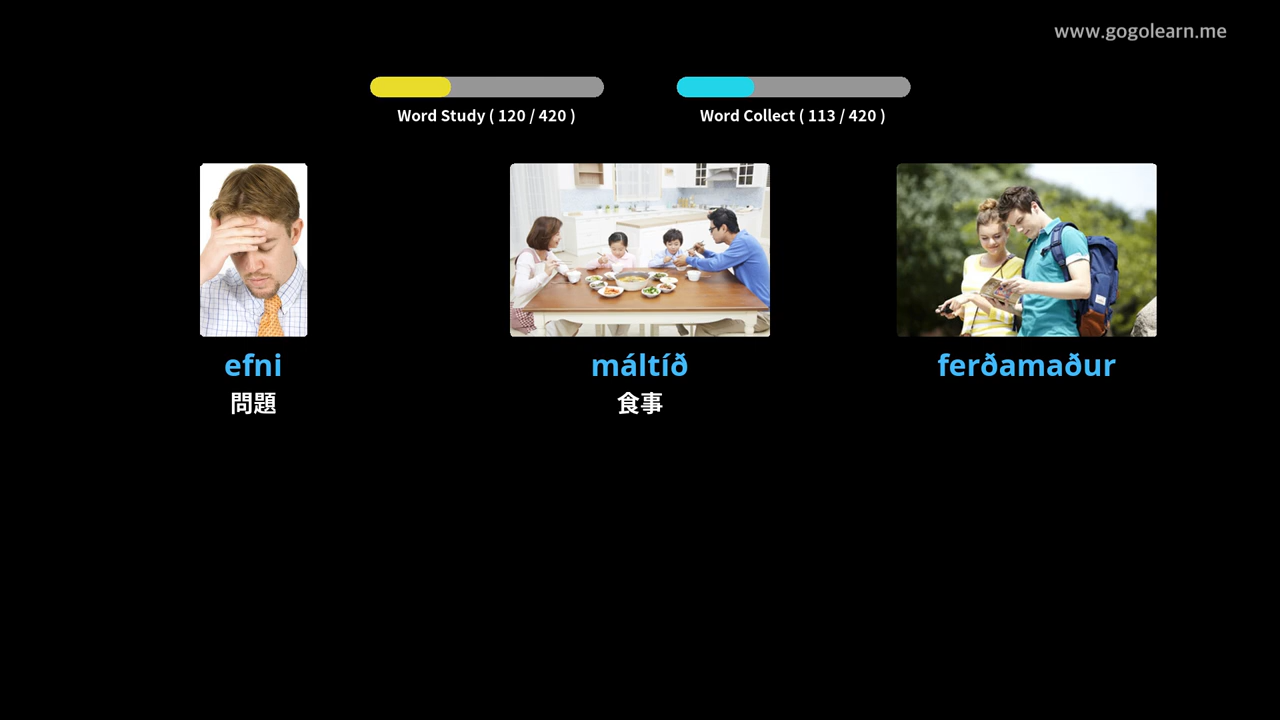 www.gogolearn.me
Word Study ( 120 / 420 )
Word Collect ( 113 / 420 )
efni
問題
máltíð
食事
ferðamaður